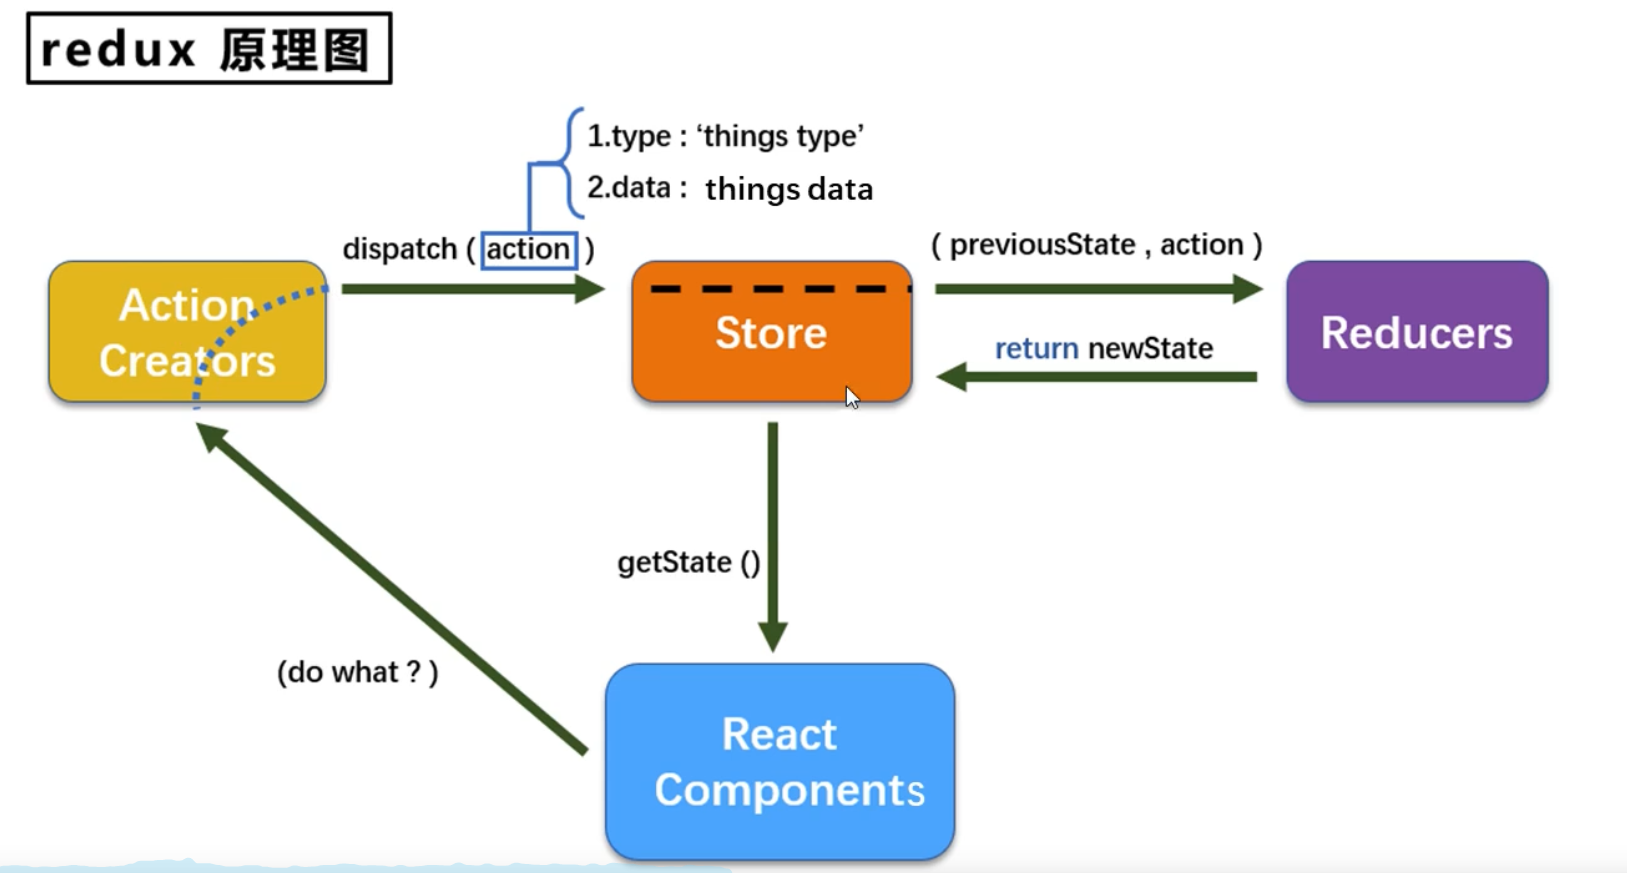 redux 原理图
1.type : ‘things type’
2.data : things data
dispatch ( action )
( previousState , action )
Action
Creators
Store
Reducers
return newState
getState ()
(do what ? )
React
Components